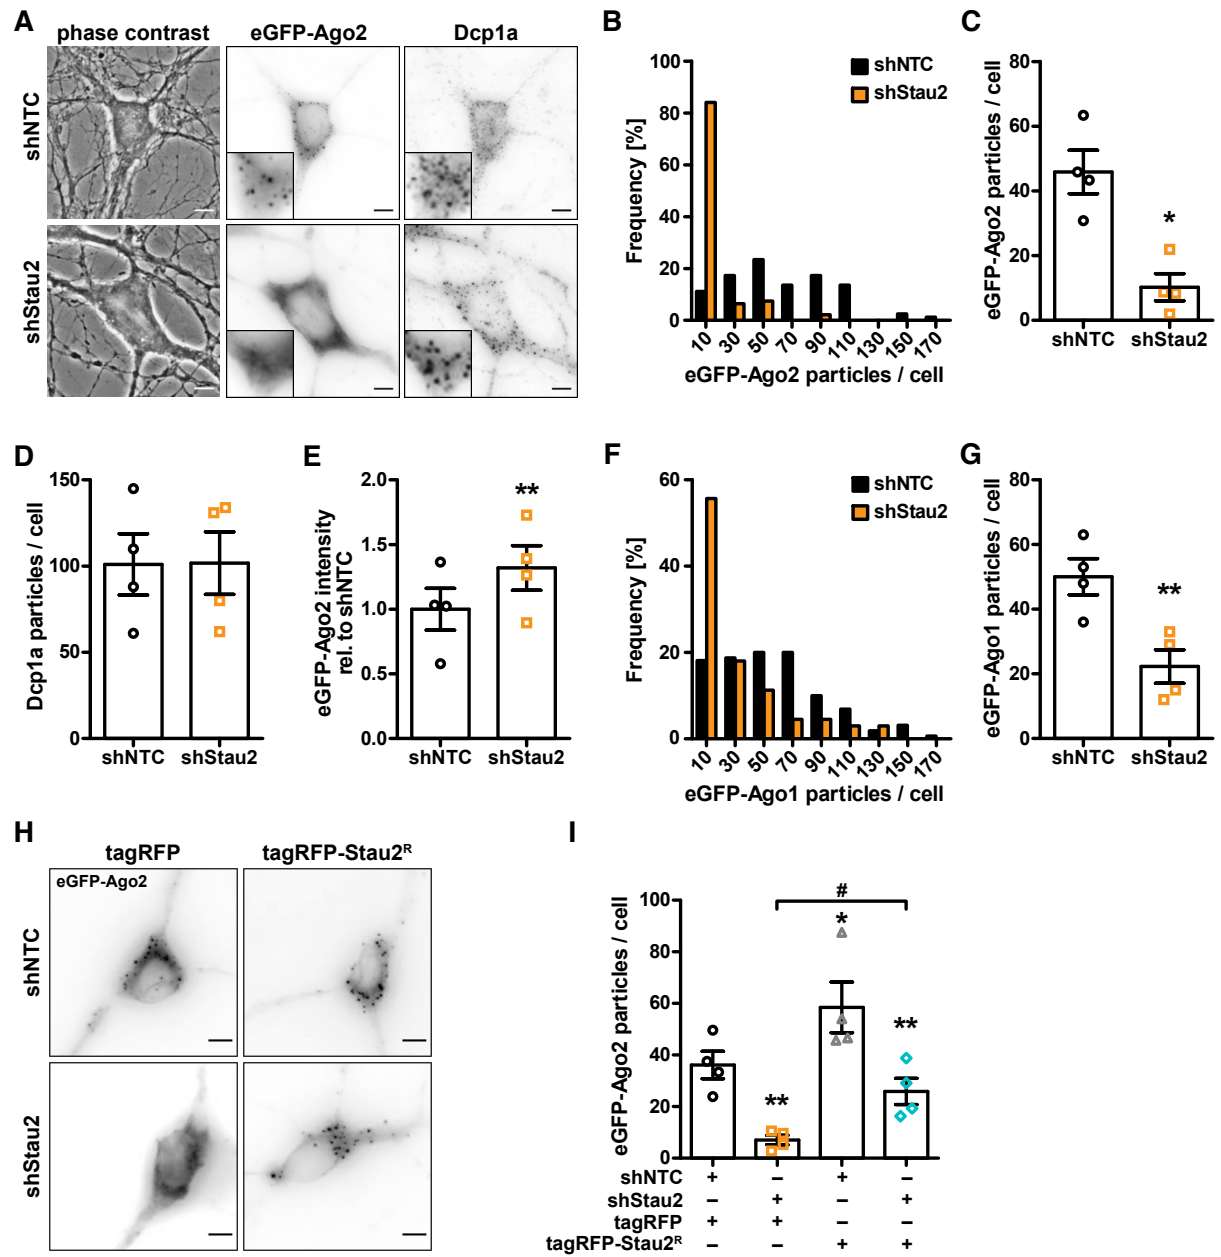 A
phase contrast
eGFP-Ago2
Dcp1a
shNTC
shStau2
B
Frequency [%]
100
80
60
40
20
0
shNTC
shStau2
10 30 50 70 90 110 130 150 170
eGFP-Ago2 particles / cell
C
eGFP-Ago2 particles / cell
80
60
40
20
0
*
shNTC shStau2
D
Dcp1a particles / cell
150
100
50
0
shNTC shStau2
E
eGFP-Ago2 intensity
rel. to shNTC
2.0
1.5
1.0
0.5
0.0
**
shNTC shStau2
F
Frequency [%]
60
40
20
0
shNTC
shStau2
10 30 50 70 90 110 130 150 170
eGFP-Ago1 particles / cell
G
eGFP-Ago1 particles / cell
80
60
40
20
0
**
shNTC shStau2
H
tagRFP
tagRFP-Stau2ᴿ
eGFP-Ago2
shNTC
shStau2
I
eGFP-Ago2 particles / cell
100
80
60
40
20
0
#
*
**
**
shNTC + – + –
shStau2 – + – +
tagRFP + + – –
tagRFP-Stau2ᴿ – – + +